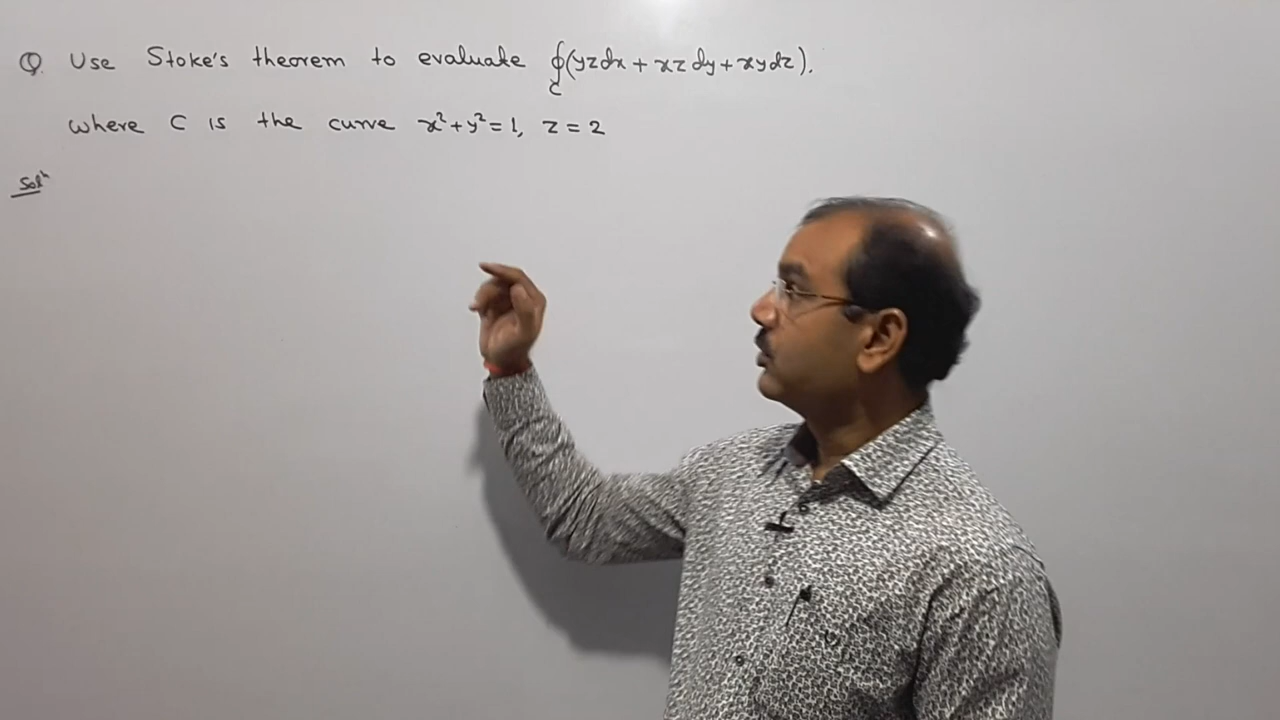 Q. Use Stoke's theorem to evaluate ∮_C (yzdx + xzdy + xydz).
where C is the curve x²+y²=1, z=2
Solⁿ